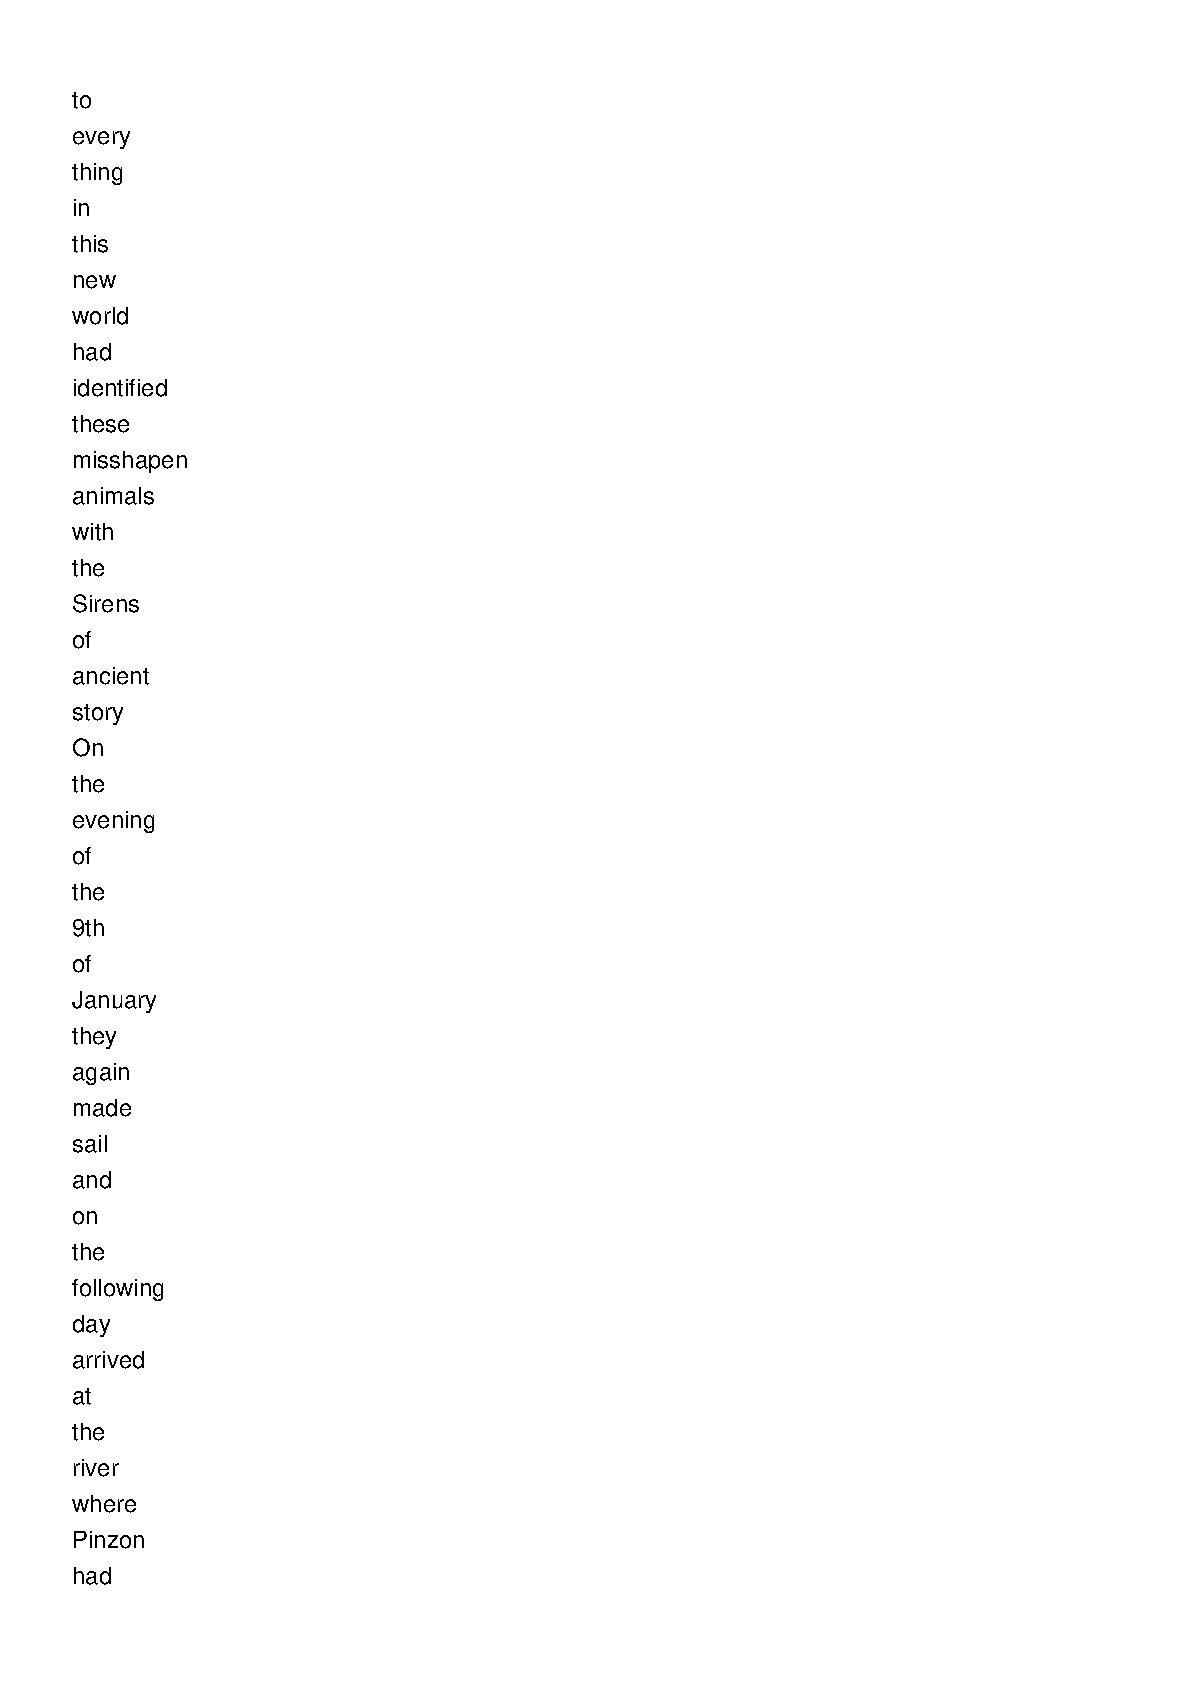 to
every
thing
in
this
new
world
had
identified
these
misshapen
animals
with
the
Sirens
of
ancient
story
On
the
evening
of
the
9th
of
January
they
again
made
sail
and
on
the
following
day
arrived
at
the
river
where
Pinzon
had